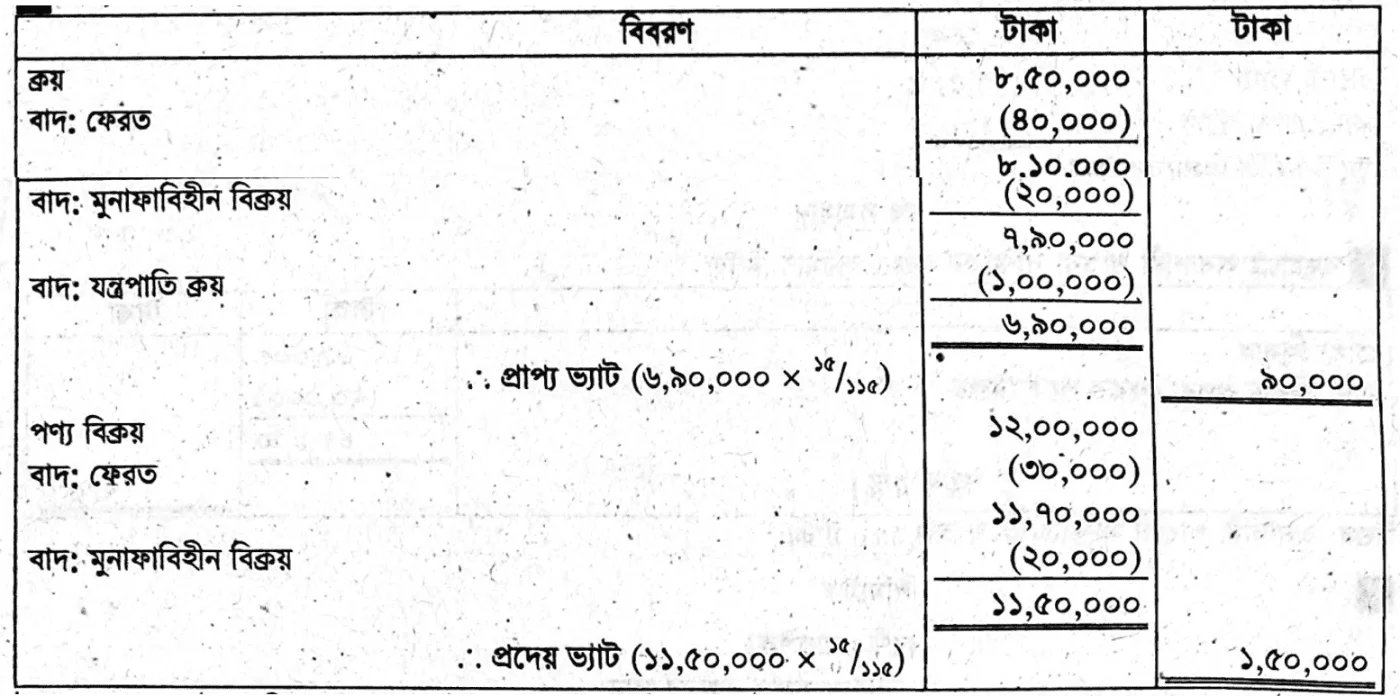 বিবরণ টাকা টাকা
ক্রয় ৮,৫০,০০০
বাদ: ফেরত (৪০,০০০)
৮.১০.০০০
বাদ: মুনাফাবিহীন বিক্রয় (২০,০০০)
৭,৯০,০০০
বাদ: যন্ত্রপাতি ক্রয় (১,০০,০০০)
৬,৯০,০০০
∴ প্রাপ্য ভ্যাট (৬,৯০,০০০ × ১৫/১১৫) ৯০,০০০
পণ্য বিক্রয় ১২,০০,০০০
বাদ: ফেরত (৩০,০০০)
১১,৭০,০০০
বাদ: মুনাফাবিহীন বিক্রয় (২০,০০০)
১১,৫০,০০০
∴ প্রদেয় ভ্যাট (১১,৫০,০০০ × ১৫/১১৫) ১,৫০,০০০